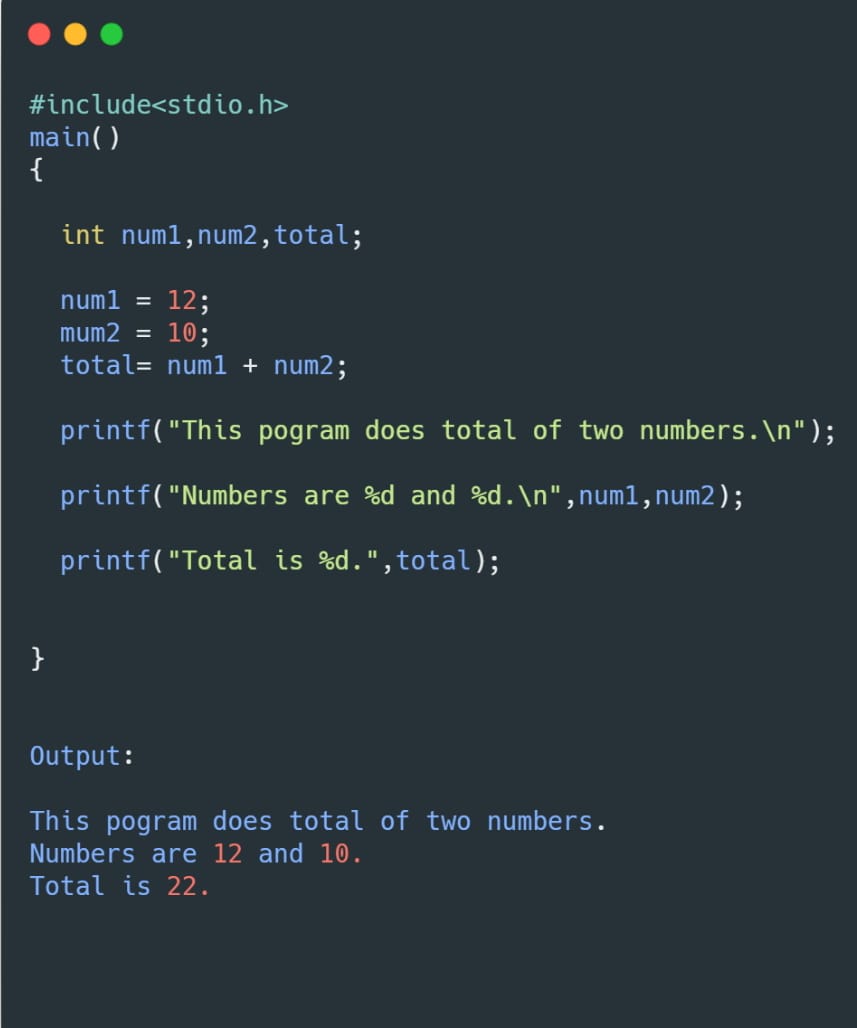 #include<stdio.h>
main()
{
int num1,num2,total;
num1 = 12;
mum2 = 10;
total= num1 + num2;
printf("This pogram does total of two numbers.\n");
printf("Numbers are %d and %d.\n",num1,num2);
printf("Total is %d.",total);
}
Output:
This pogram does total of two numbers.
Numbers are 12 and 10.
Total is 22.